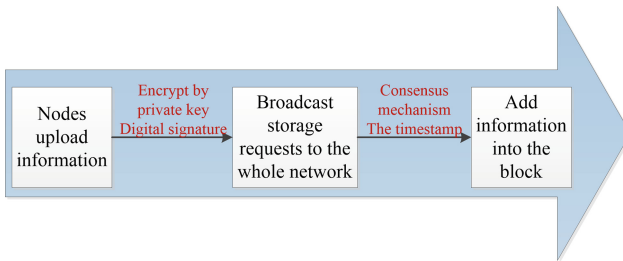 Nodes
upload
information
Encrypt by
private key
Digital signature
Broadcast
storage
requests to the
whole network
Consensus
mechanism
The timestamp
Add
information
into the
block